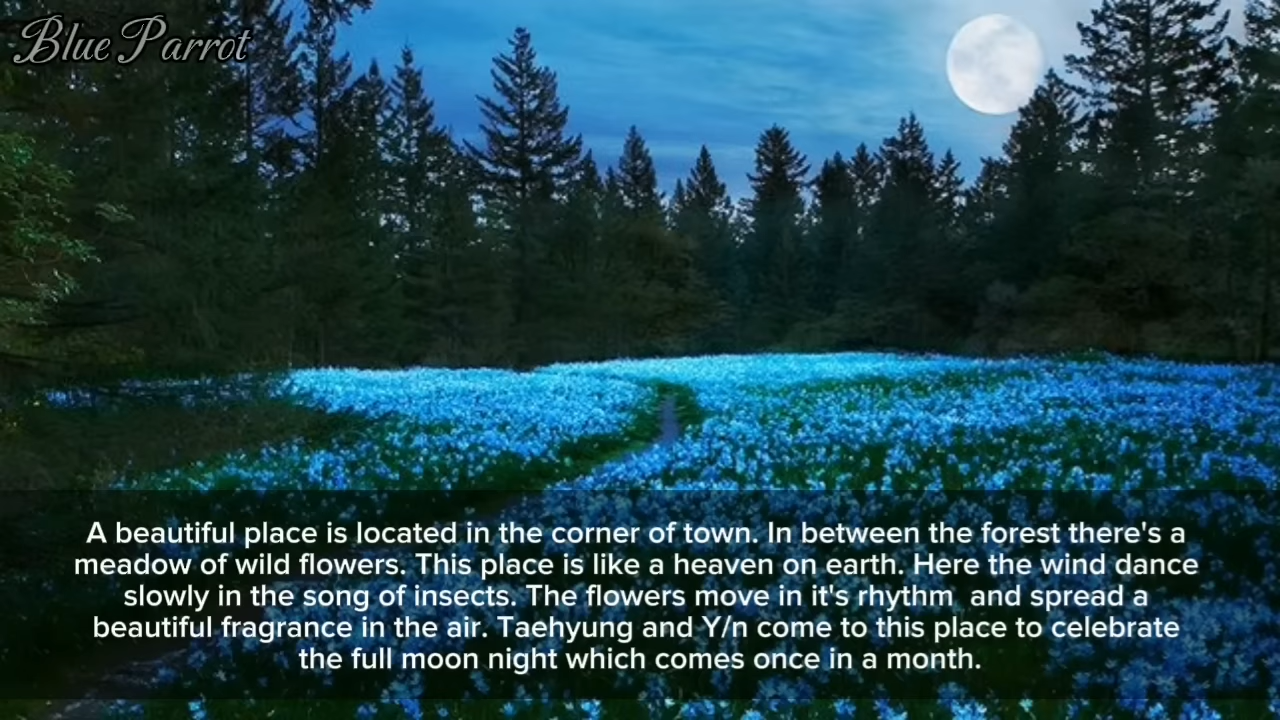 Blue Parrot
A beautiful place is located in the corner of town. In between the forest there's a
meadow of wild flowers. This place is like a heaven on earth. Here the wind dance
slowly in the song of insects. The flowers move in it's rhythm  and spread a
beautiful fragrance in the air. Taehyung and Y/n come to this place to celebrate
the full moon night which comes once in a month.